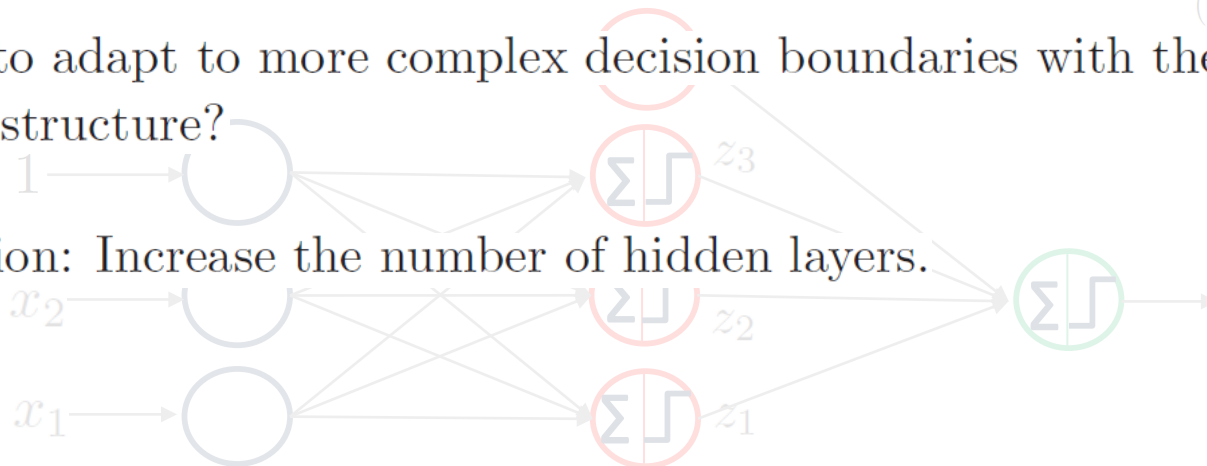 to adapt to more complex decision boundaries with the
structure?
1
z3
ion: Increase the number of hidden layers.
x2
z2
x1
z1
Σ
Σ
Σ
Σ